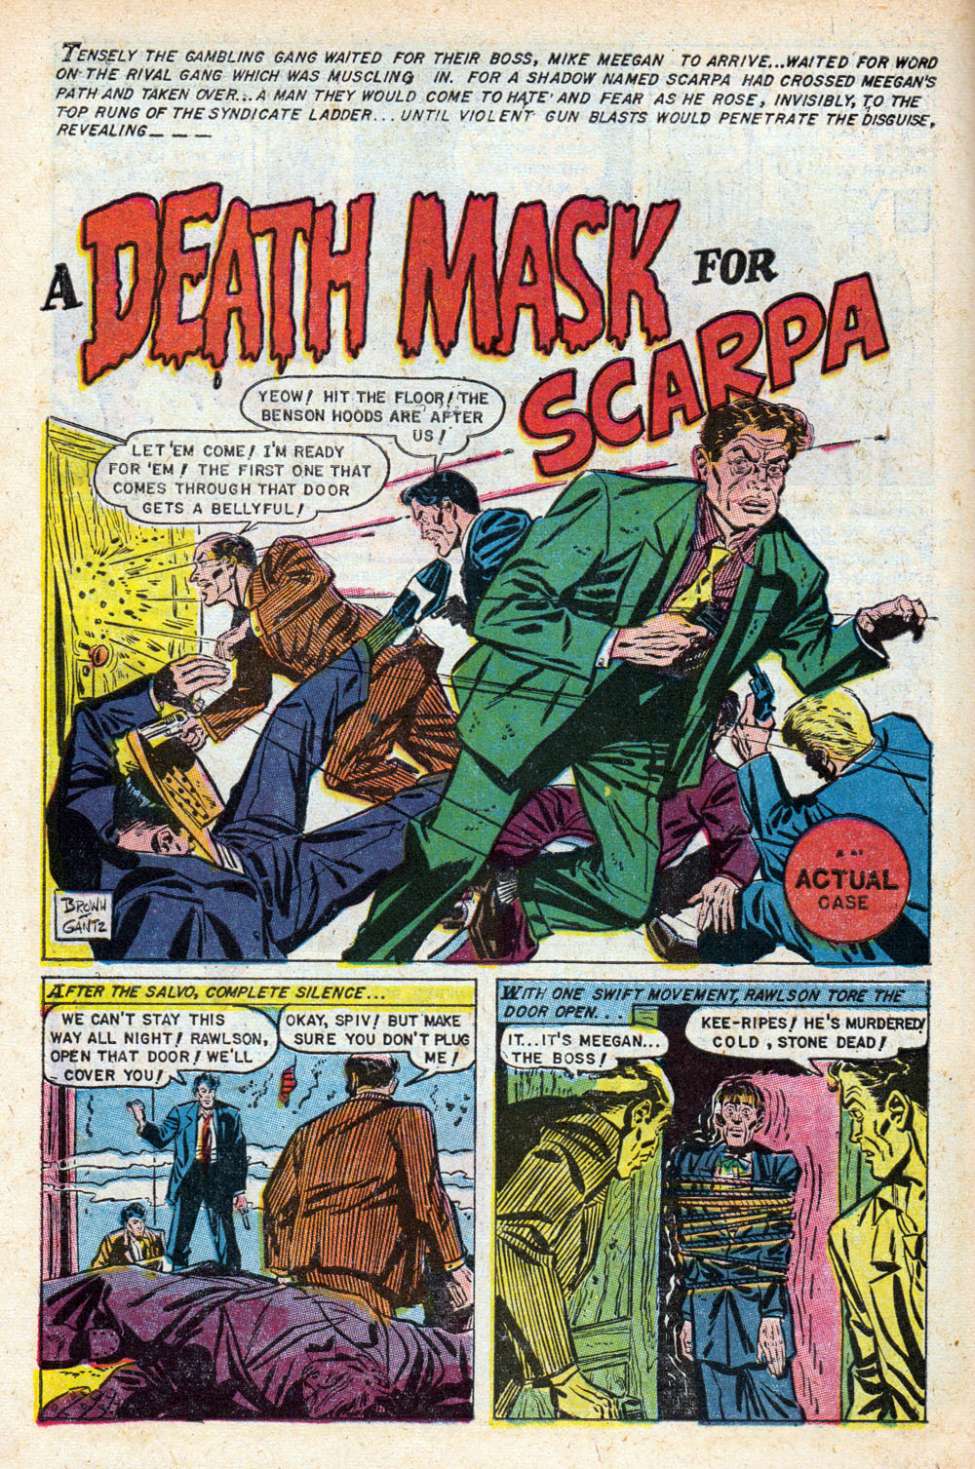 TENSELY THE GAMBLING GANG WAITED FOR THEIR BOSS, MIKE MEEGAN TO ARRIVE...WAITED FOR WORD
ON THE RIVAL GANG WHICH WAS MUSCLING IN. FOR A SHADOW NAMED SCARPA HAD CROSSED MEEGAN'S
PATH AND TAKEN OVER...A MAN THEY WOULD COME TO HATE AND FEAR AS HE ROSE, INVISIBLY, TO THE
TOP RUNG OF THE SYNDICATE LADDER... UNTIL VIOLENT GUN BLASTS WOULD PENETRATE THE DISGUISE,
REVEALING_ _ _
A DEATH MASK FOR
SCARPA
YEOW! HIT THE FLOOR! THE
BENSON HOODS ARE AFTER
US!
LET 'EM COME! I'M READY
FOR 'EM! THE FIRST ONE THAT
COMES THROUGH THAT DOOR
GETS A BELLYFUL!
ACTUAL
CASE
BROWN
GANTZ
AFTER THE SALVO, COMPLETE SILENCE...
WE CAN'T STAY THIS
WAY ALL NIGHT! RAWLSON,
OPEN THAT DOOR! WE'LL
COVER YOU!
OKAY, SPIV! BUT MAKE
SURE YOU DON'T PLUG
ME!
WITH ONE SWIFT MOVEMENT, RAWLSON TORE THE
DOOR OPEN...
IT...IT'S MEEGAN...
THE BOSS!
KEE-RIPES! HE'S MURDERED!
COLD, STONE DEAD!